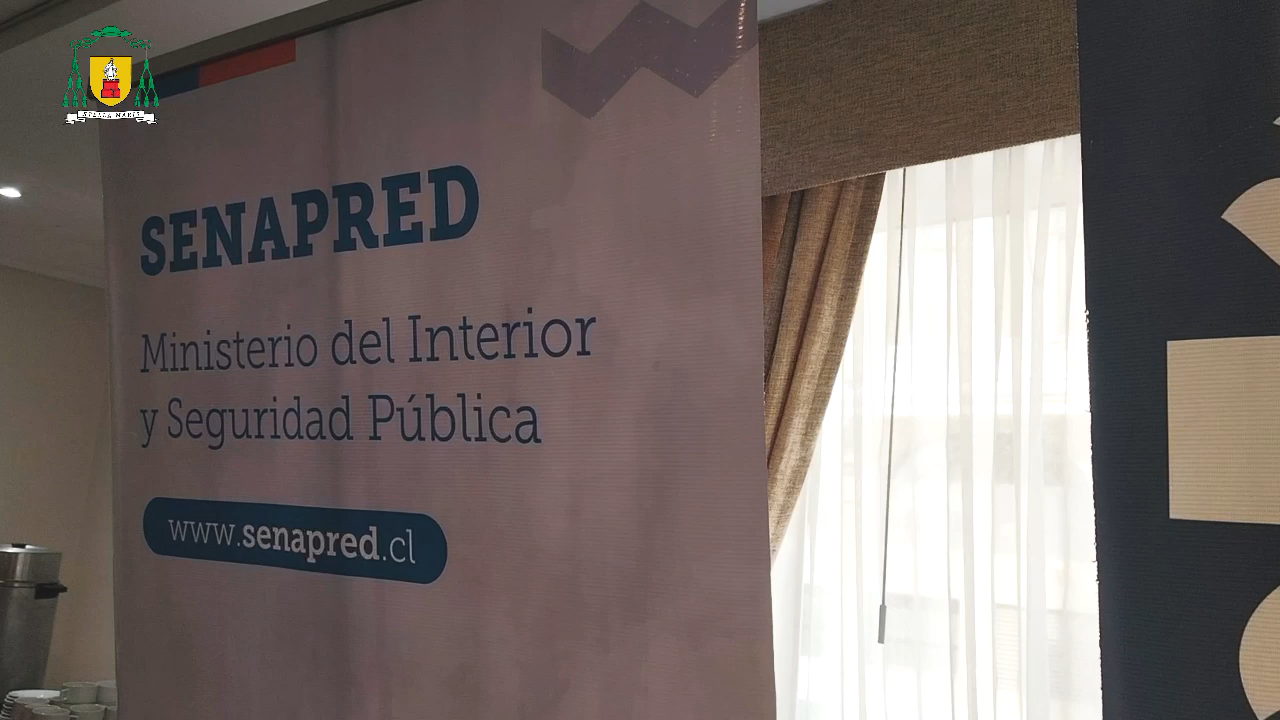 SENAPRED
Ministerio del Interior
y Seguridad Pública
www.senapred.cl